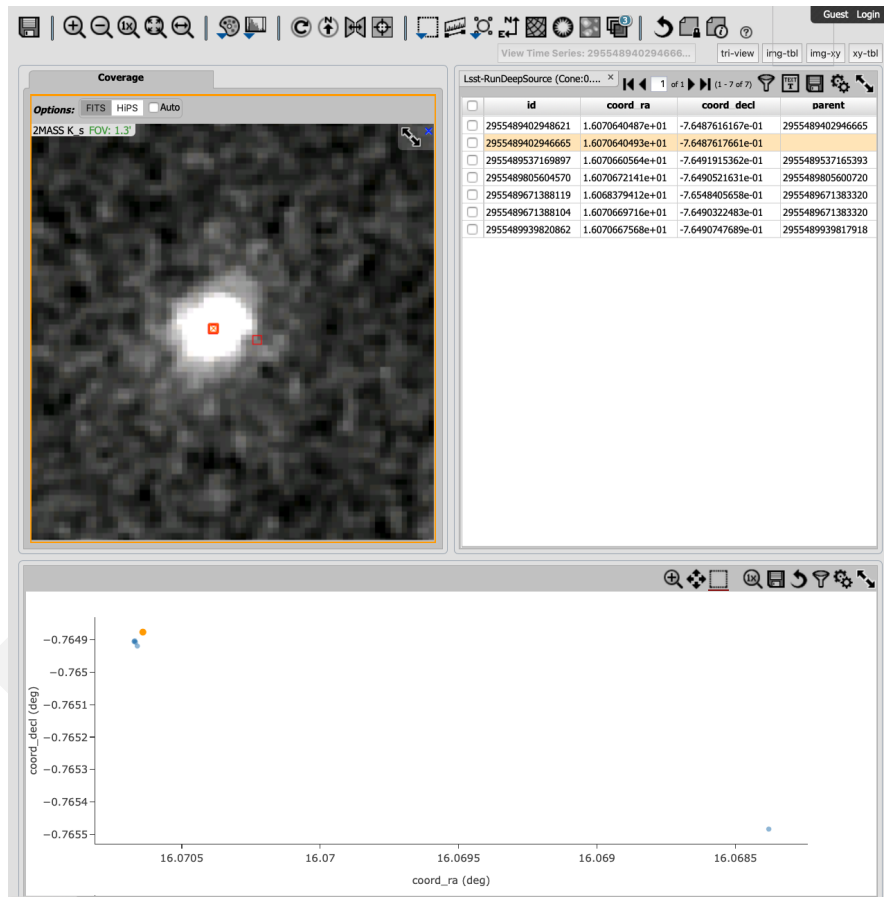 Guest Login
1X
N
E
N
3
View Time Series: 295548940294666...
tri-view img-tbl img-xy xy-tbl
Coverage
Options: FITS HiPS Auto
2MASS K_s FOV: 1.3'
Lsst-RunDeepSource (Cone:0.... × 1 of 1 (1 - 7 of 7) TEXT T
id coord_ra coord_decl parent
2955489402948621 1.6070640487e+01 -7.6487616167e-01 2955489402946665
2955489402946665 1.6070640493e+01 -7.6487617661e-01
2955489537169897 1.6070660564e+01 -7.6491915362e-01 2955489537165393
2955489805604570 1.6070672141e+01 -7.6490521631e-01 2955489805600720
2955489671388119 1.6068379412e+01 -7.6548405658e-01 2955489671383320
2955489671388104 1.6070669716e+01 -7.6490322483e-01 2955489671383320
2955489939820862 1.6070667568e+01 -7.6490747689e-01 2955489939817918
1X
−0.7649
−0.765
−0.7651
−0.7652
−0.7653
−0.7654
−0.7655
coord_decl (deg)
16.0705 16.07 16.0695 16.069 16.0685
coord_ra (deg)